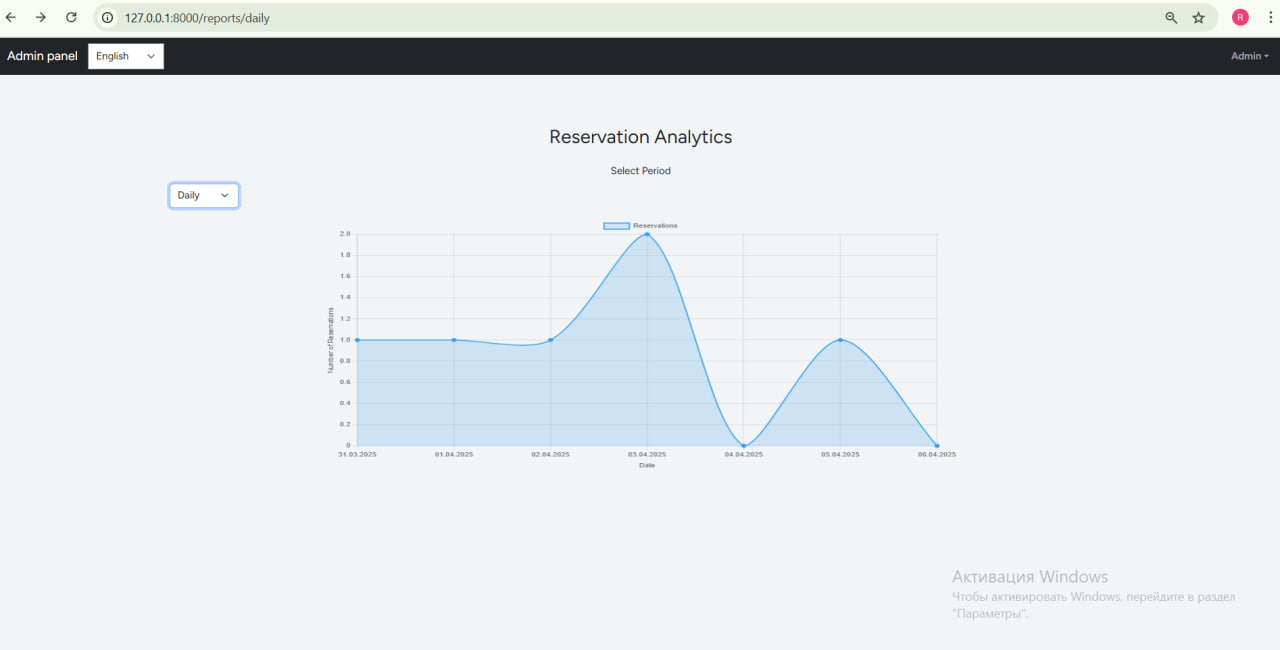 127.0.0.1:8000/reports/daily
R
Admin panel
English
Admin
Reservation Analytics
Select Period
Daily
Reservations
2.0
1.8
1.6
1.4
1.2
1.0
0.8
0.6
0.4
0.2
0
Number of Reservations
31.03.2025 01.04.2025 02.04.2025 03.04.2025 04.04.2025 05.04.2025 06.04.2025
Date
Активация Windows
Чтобы активировать Windows, перейдите в раздел
"Параметры".